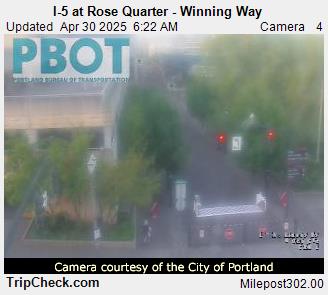 I-5 at Rose Quarter - Winning Way
Updated Apr 30 2025 6:22 AM Camera 4
PBOT
PORTLAND BUREAU OF TRANSPORTATION
Camera courtesy of the City of Portland
TripCheck.com Milepost302.00